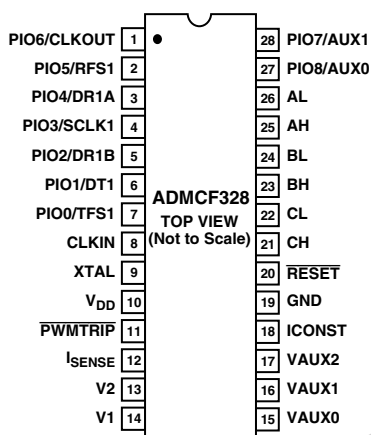 PIO6/CLKOUT 1
PIO5/RFS1 2
PIO4/DR1A 3
PIO3/SCLK1 4
PIO2/DR1B 5
PIO1/DT1 6
PIO0/TFS1 7
CLKIN 8
XTAL 9
VDD 10
PWMTRIP 11
ISENSE 12
V2 13
V1 14
ADMCF328
TOP VIEW
(Not to Scale)
28 PIO7/AUX1
27 PIO8/AUX0
26 AL
25 AH
24 BL
23 BH
22 CL
21 CH
20 RESET
19 GND
18 ICONST
17 VAUX2
16 VAUX1
15 VAUX0